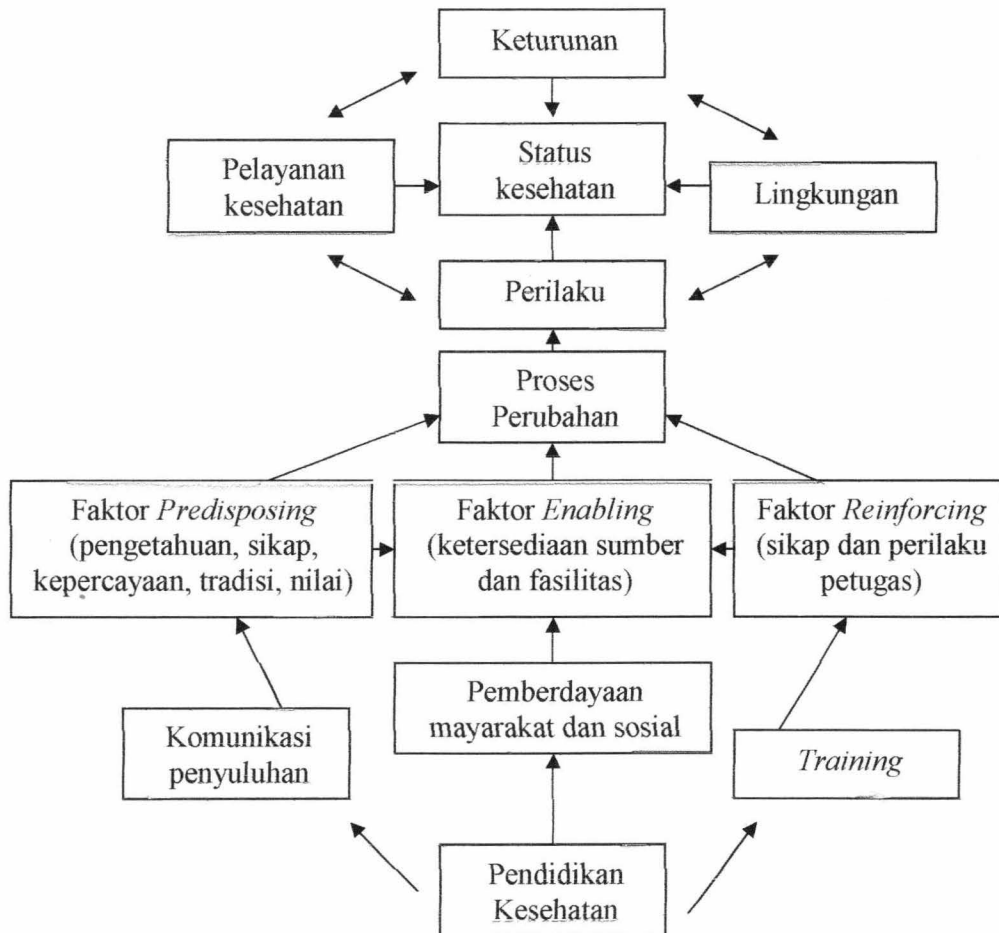 Keturunan
Status
kesehatan
Pelayanan
kesehatan
Lingkungan
Perilaku
Proses
Perubahan
Faktor Predisposing
(pengetahuan, sikap,
kepercayaan, tradisi, nilai)
Faktor Enabling
(ketersediaan sumber
dan fasilitas)
Faktor Reinforcing
(sikap dan perilaku
petugas)
Komunikasi
penyuluhan
Pemberdayaan
mayarakat dan sosial
Training
Pendidikan
Kesehatan